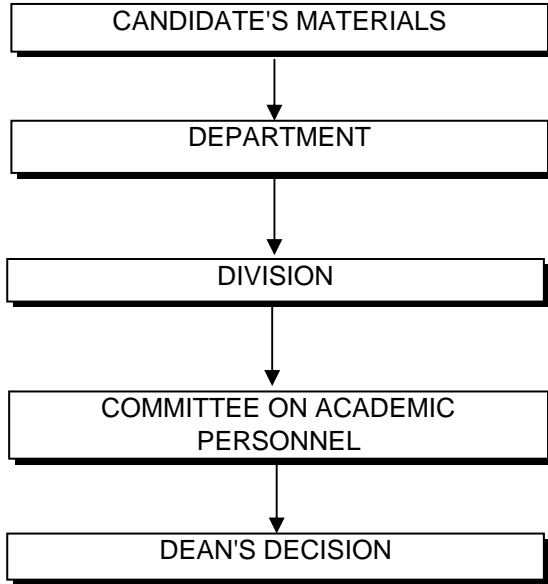 CANDIDATE'S MATERIALS
DEPARTMENT
DIVISION
COMMITTEE ON ACADEMIC
PERSONNEL
DEAN'S DECISION